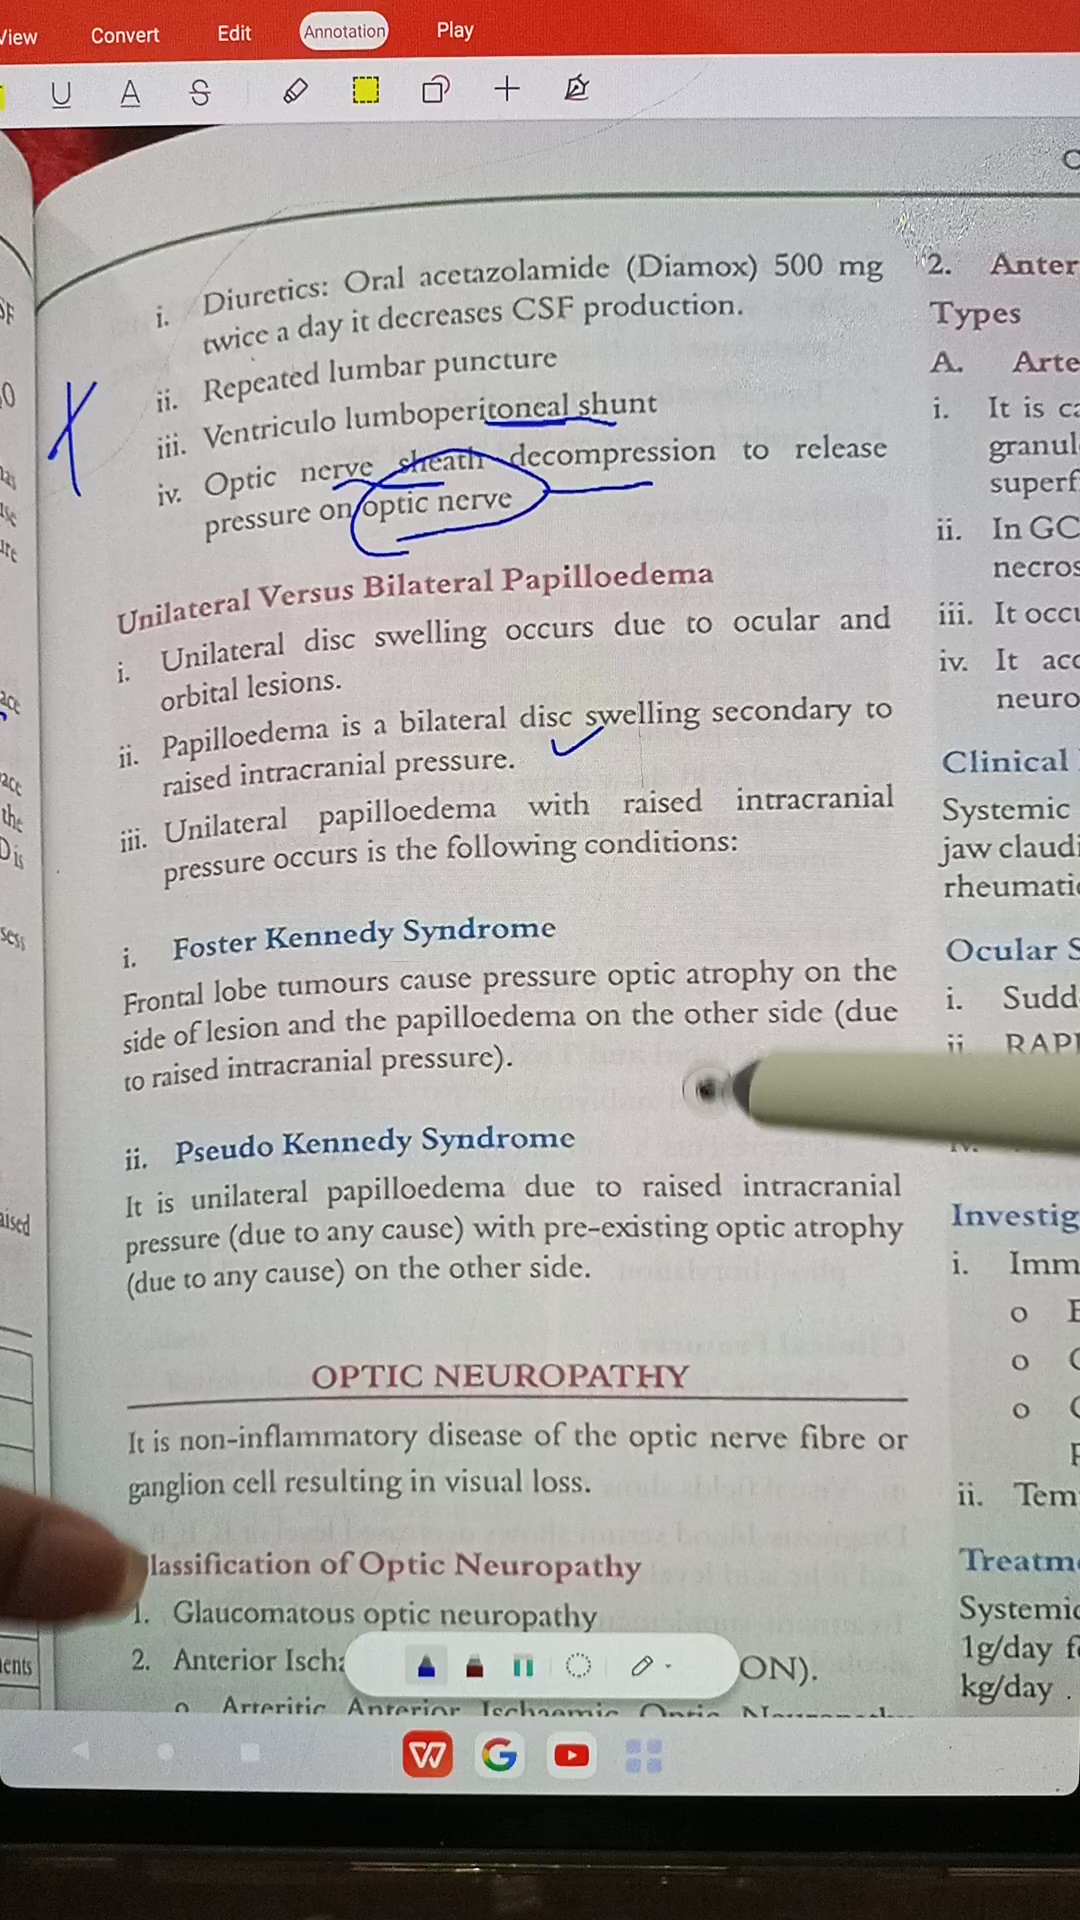 View Convert Edit Annotation Play
U A S
i. Diuretics: Oral acetazolamide (Diamox) 500 mg
twice a day it decreases CSF production.
ii. Repeated lumbar puncture
iii. Ventriculo lumboperitoneal shunt
iv. Optic nerve sheath decompression to release
pressure on optic nerve
Unilateral Versus Bilateral Papilloedema
i. Unilateral disc swelling occurs due to ocular and
orbital lesions.
ii. Papilloedema is a bilateral disc swelling secondary to
raised intracranial pressure.
iii. Unilateral papilloedema with raised intracranial
pressure occurs is the following conditions:
i. Foster Kennedy Syndrome
Frontal lobe tumours cause pressure optic atrophy on the
side of lesion and the papilloedema on the other side (due
to raised intracranial pressure).
ii. Pseudo Kennedy Syndrome
It is unilateral papilloedema due to raised intracranial
pressure (due to any cause) with pre-existing optic atrophy
(due to any cause) on the other side.
OPTIC NEUROPATHY
It is non-inflammatory disease of the optic nerve fibre or
ganglion cell resulting in visual loss.
lassification of Optic Neuropathy
1. Glaucomatous optic neuropathy
2. Anterior Ischa ON).
o Arteritic Anterior Ischaemic Optic
2. Anter
Types
A. Arte
i. It is ca
granul
superf
ii. In GC
necros
iii. It occu
iv. It acc
neuro
Clinical
Systemic
jaw claudi
rheumatic
Ocular S
i. Sudd
ii RAPI
iv.
Investig
i. Imm
o E
o C
o C
ii. Tem
Treatme
Systemic
1g/day f
kg/day